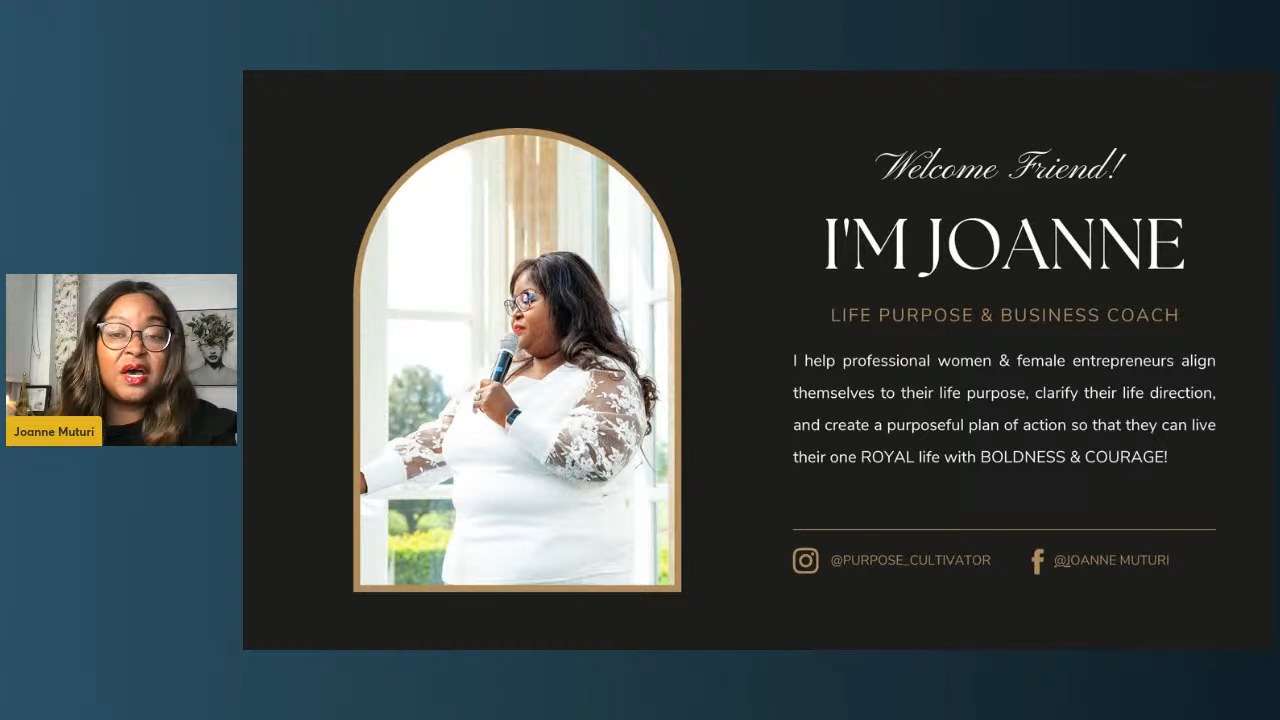 Welcome Friend!
I'M JOANNE
LIFE PURPOSE & BUSINESS COACH
I help professional women & female entrepreneurs align
themselves to their life purpose, clarify their life direction,
and create a purposeful plan of action so that they can live
their one ROYAL life with BOLDNESS & COURAGE!
@PURPOSE_CULTIVATOR
@JOANNE MUTURI
Joanne Muturi